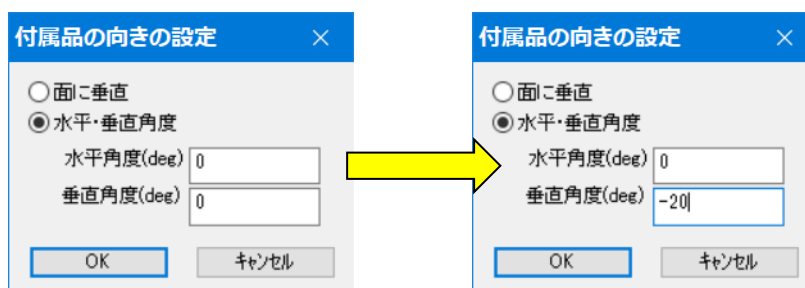 付属品の向きの設定
面に垂直
水平・垂直角度
水平角度(deg) 0
垂直角度(deg) 0
OK キャンセル
付属品の向きの設定
面に垂直
水平・垂直角度
水平角度(deg) 0
垂直角度(deg) -20
OK キャンセル